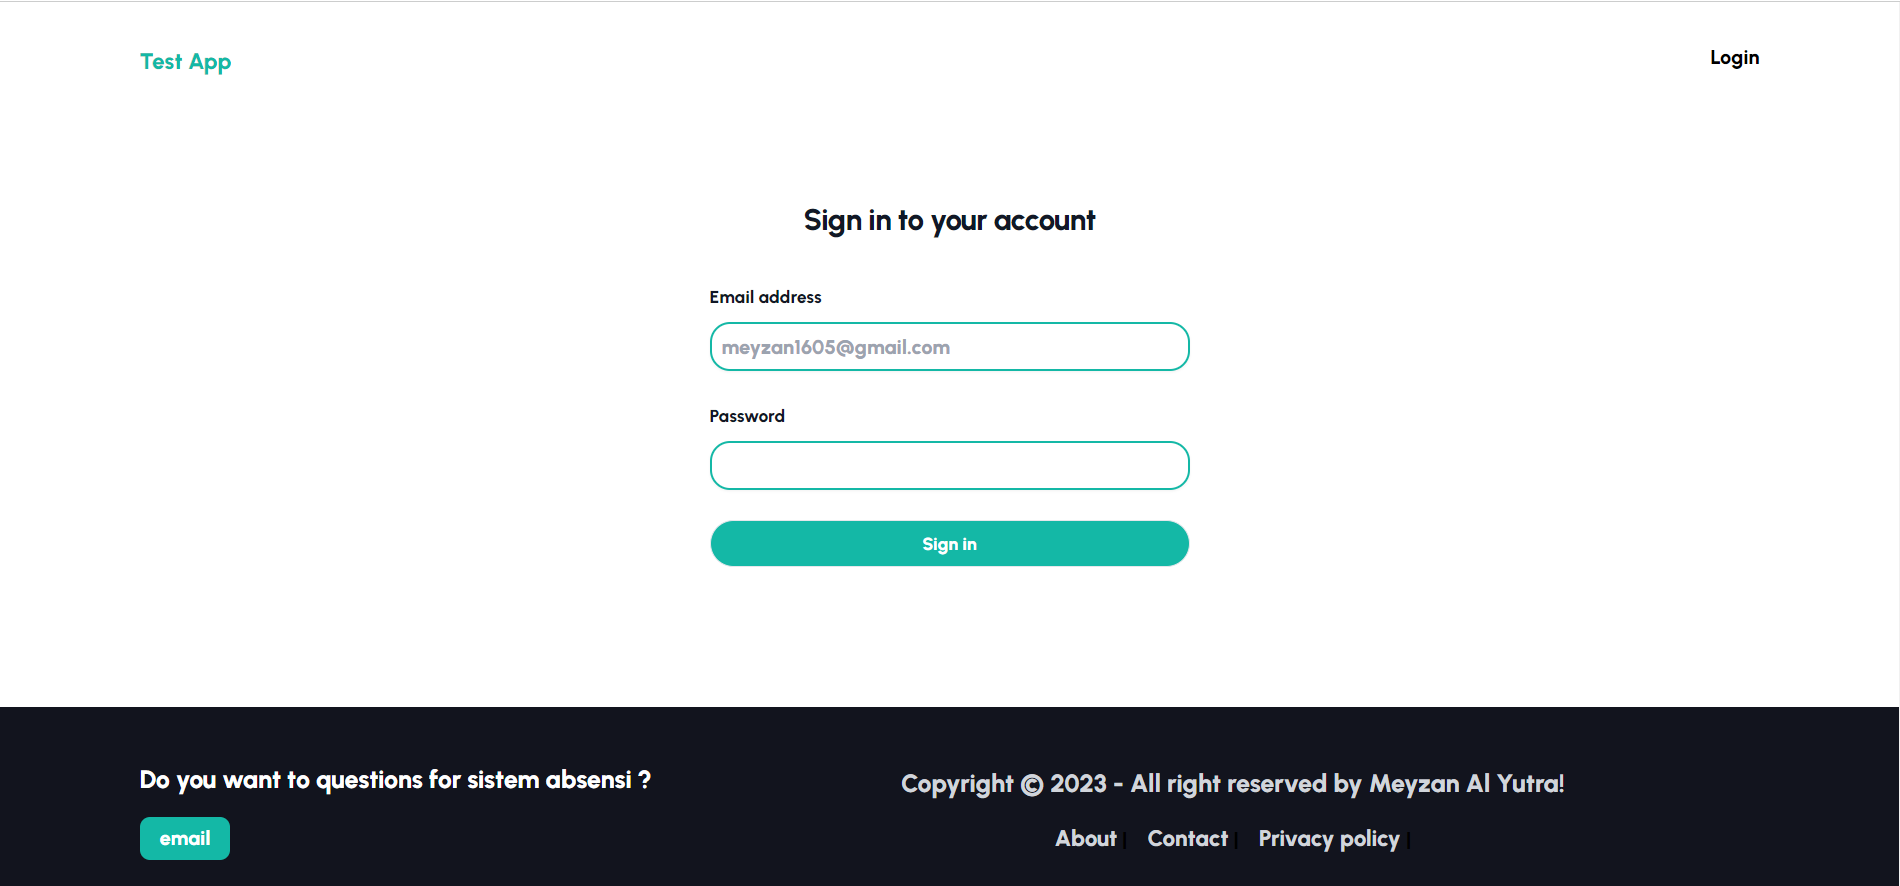 Test App
Login
Sign in to your account
Email address
meyzan1605@gmail.com
Password
Sign in
Do you want to questions for sistem absensi ?
email
Copyright © 2023 - All right reserved by Meyzan Al Yutra!
About | Contact | Privacy policy |